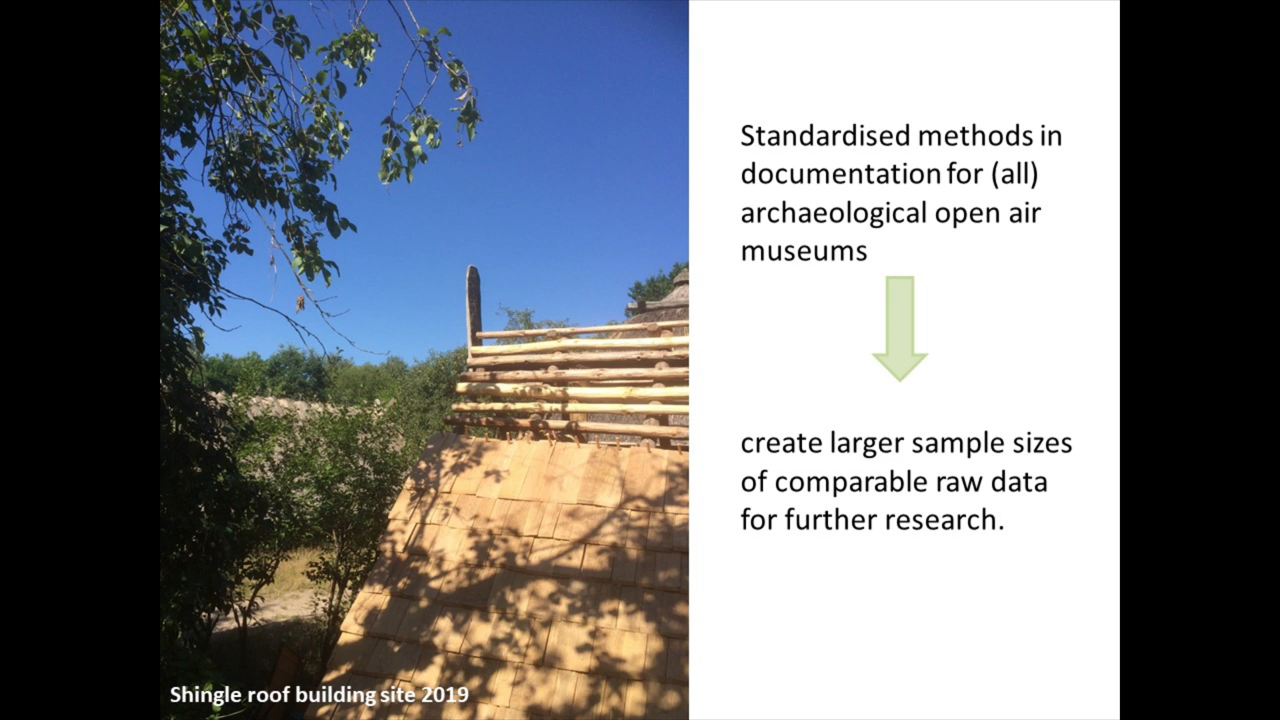 Standardised methods in
documentation for (all)
archaeological open air
museums
create larger sample sizes
of comparable raw data
for further research.
Shingle roof building site 2019